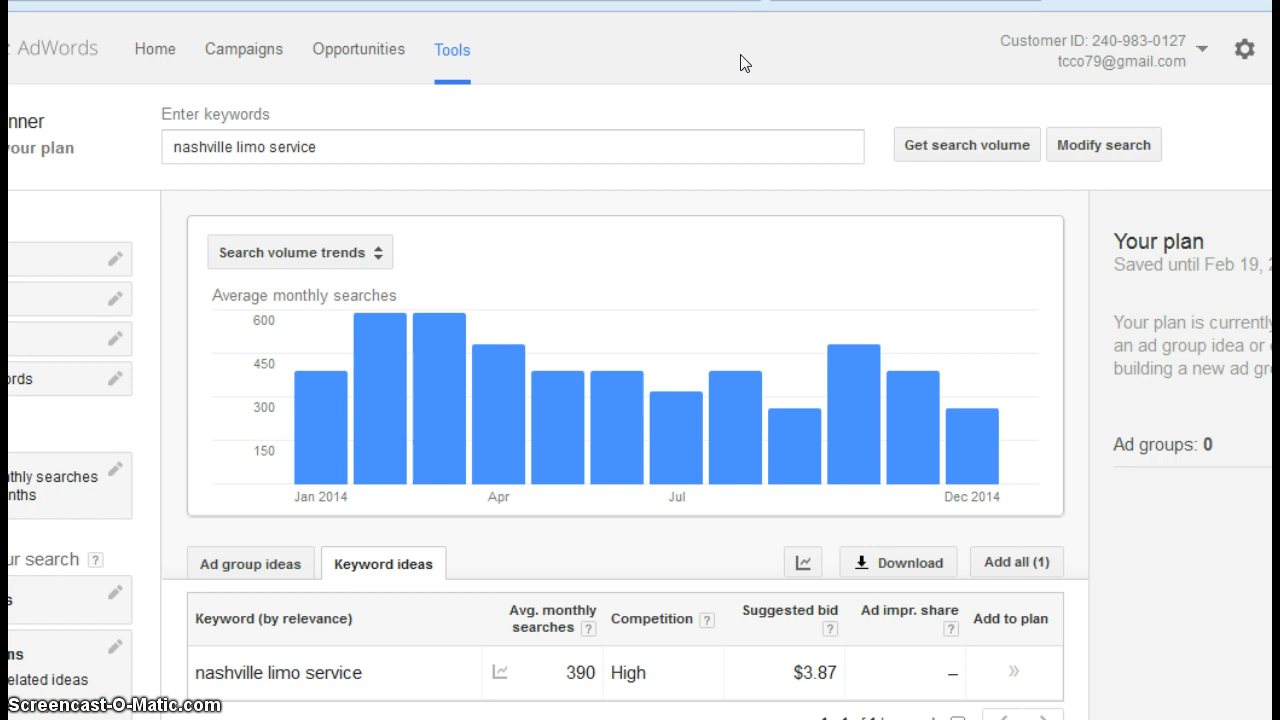 AdWords Home Campaigns Opportunities Tools
Customer ID: 240-983-0127
tcco79@gmail.com
nner
your plan
Enter keywords
nashville limo service
Get search volume Modify search
ords
thly searches
nths
ur search ?
s
ns
elated ideas
Search volume trends
Average monthly searches
600
450
300
150
Jan 2014 Apr Jul Dec 2014
Your plan
Saved until Feb 19, 2
Your plan is currently
an ad group idea or
building a new ad gr
Ad groups: 0
Ad group ideas Keyword ideas Download Add all (1)
Keyword (by relevance) Avg. monthly searches ? Competition ? Suggested bid ? Ad impr. share ? Add to plan
nashville limo service 390 High $3.87 – »
Screencast-O-Matic.com